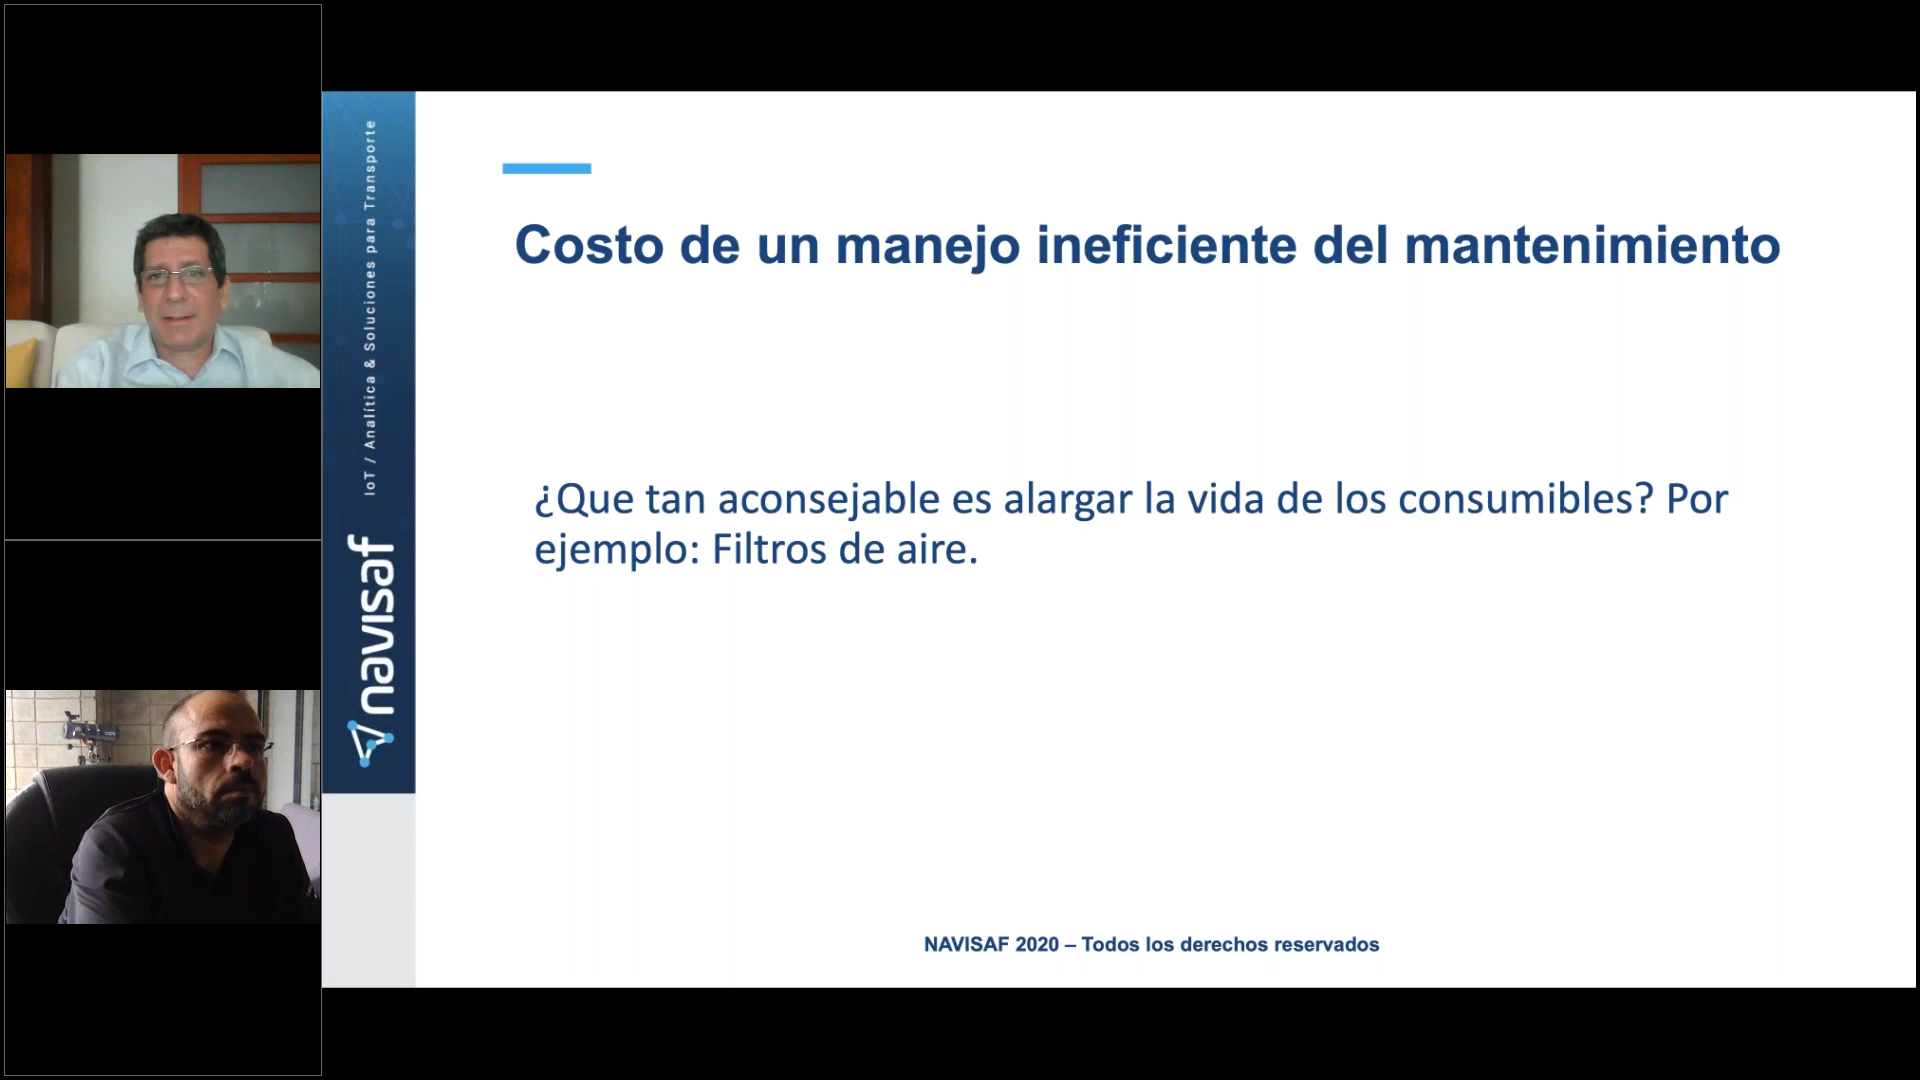 IoT / Analítica & Soluciones para Transporte
navisaf
Costo de un manejo ineficiente del mantenimiento
¿Que tan aconsejable es alargar la vida de los consumibles? Por
ejemplo: Filtros de aire.
NAVISAF 2020 – Todos los derechos reservados